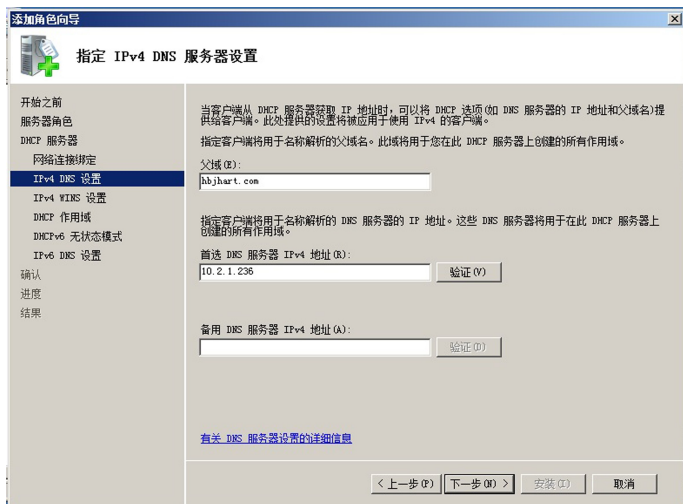 添加角色向导
指定 IPv4 DNS 服务器设置
开始之前
服务器角色
DHCP 服务器
网络连接绑定
IPv4 DNS 设置
IPv4 WINS 设置
DHCP 作用域
DHCPv6 无状态模式
IPv6 DNS 设置
确认
进度
结果
当客户端从 DHCP 服务器获取 IP 地址时，可以将 DHCP 选项(如 DNS 服务器的 IP 地址和父域名)提
供给客户端。此处提供的设置将被应用于使用 IPv4 的客户端。
指定客户端将用于名称解析的父域名。此域将用于您在此 DHCP 服务器上创建的所有作用域。
父域(E):
hbjhart.com
指定客户端将用于名称解析的 DNS 服务器的 IP 地址。这些 DNS 服务器将用于在此 DHCP 服务器上
创建的所有作用域。
首选 DNS 服务器 IPv4 地址(R):
10.2.1.236
验证(V)
备用 DNS 服务器 IPv4 地址(A):
验证(D)
有关 DNS 服务器设置的详细信息
< 上一步(P)
下一步(N) >
安装(I)
取消